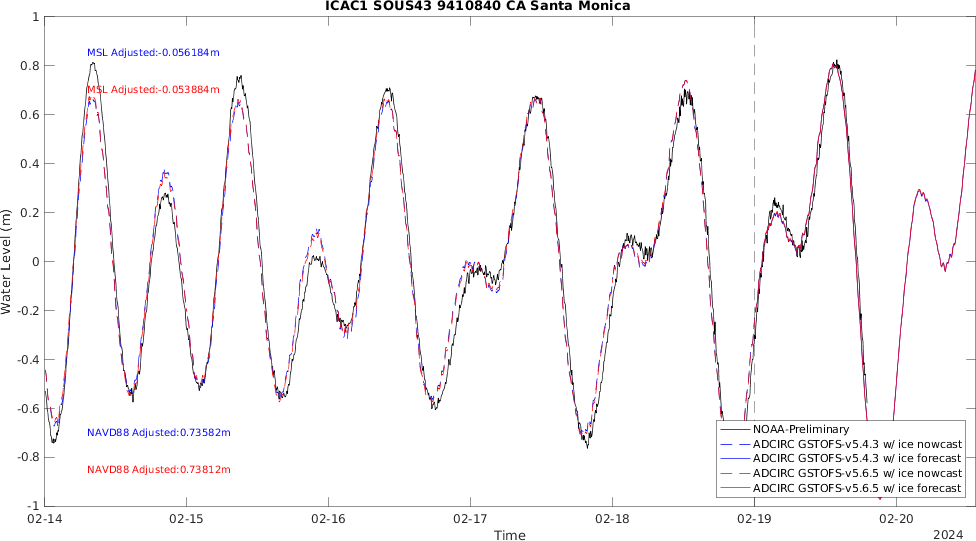 ICAC1 SOUS43 9410840 CA Santa Monica
1
0.8
0.6
0.4
0.2
0
-0.2
-0.4
-0.6
-0.8
-1
Water Level (m)
MSL Adjusted:-0.056184m
MSL Adjusted:-0.053884m
NAVD88 Adjusted:0.73582m
NAVD88 Adjusted:0.73812m
NOAA-Preliminary
ADCIRC GSTOFS-v5.4.3 w/ ice nowcast
ADCIRC GSTOFS-v5.4.3 w/ ice forecast
ADCIRC GSTOFS-v5.6.5 w/ ice nowcast
ADCIRC GSTOFS-v5.6.5 w/ ice forecast
02-14 02-15 02-16 02-17 02-18 02-19 02-20
Time
2024